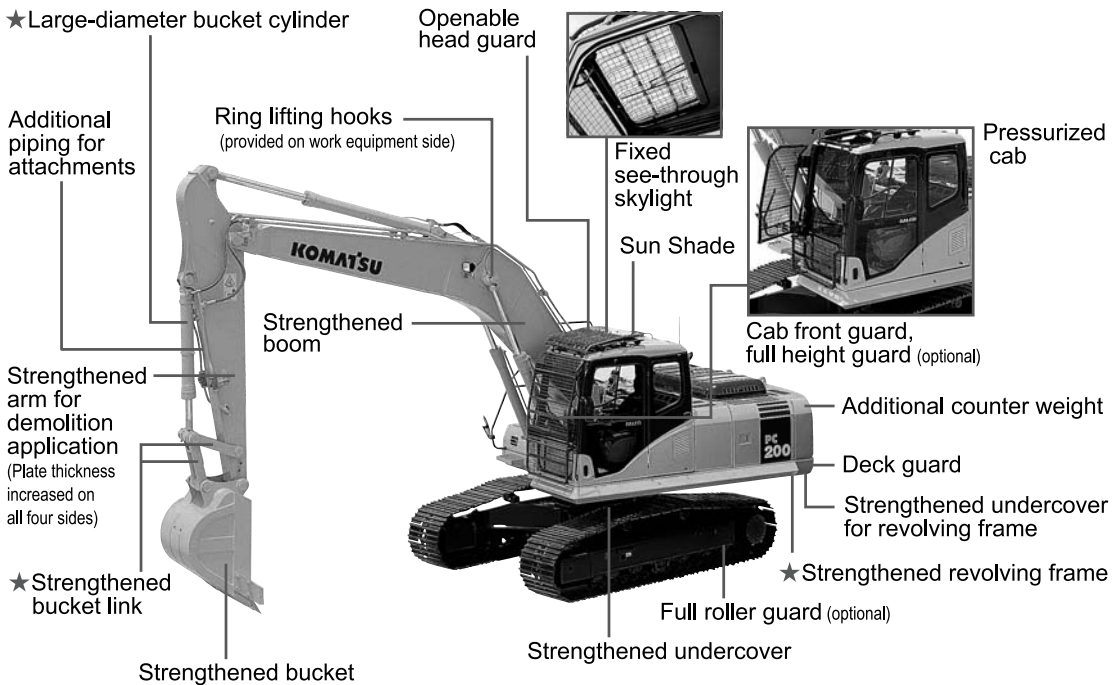 ★Large-diameter bucket cylinder
Openable
head guard
Additional
piping for
attachments
Ring lifting hooks
(provided on work equipment side)
Fixed
see-through
skylight
Pressurized
cab
KOMATSU
Sun Shade
Strengthened
boom
Cab front guard,
full height guard (optional)
Strengthened
arm for
demolition
application
(Plate thickness
increased on
all four sides)
Additional counter weight
PC
200
Deck guard
Strengthened undercover
for revolving frame
★Strengthened
bucket link
★Strengthened revolving frame
Full roller guard (optional)
Strengthened undercover
Strengthened bucket